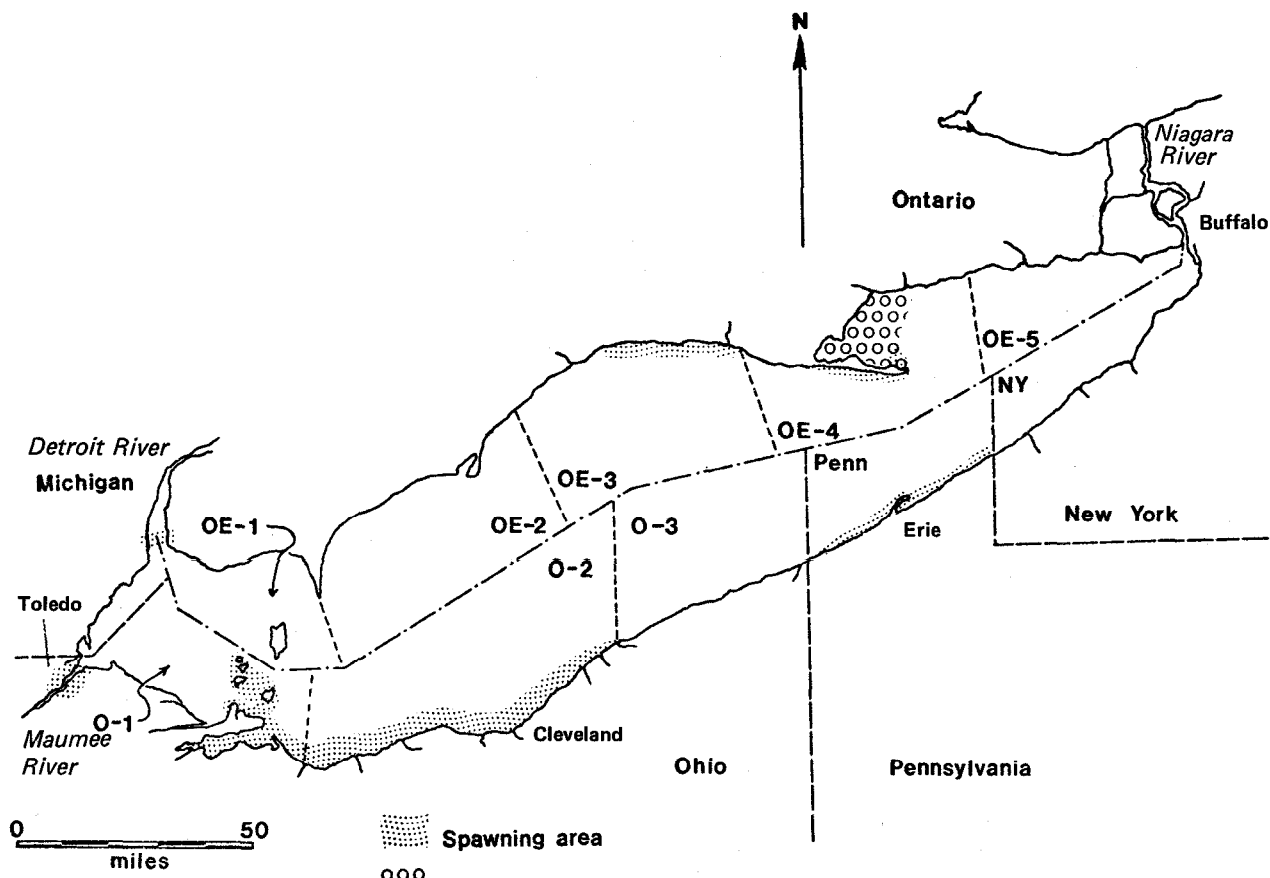 N
Niagara
River
Ontario
Buffalo
OE-5
NY
OE-4
Penn
Detroit River
Michigan
OE-3
OE-1
OE-2
O-3
New York
Erie
O-2
Toledo
O-1
Cleveland
Maumee
River
Ohio
Pennsylvania
0 50
miles
Spawning area